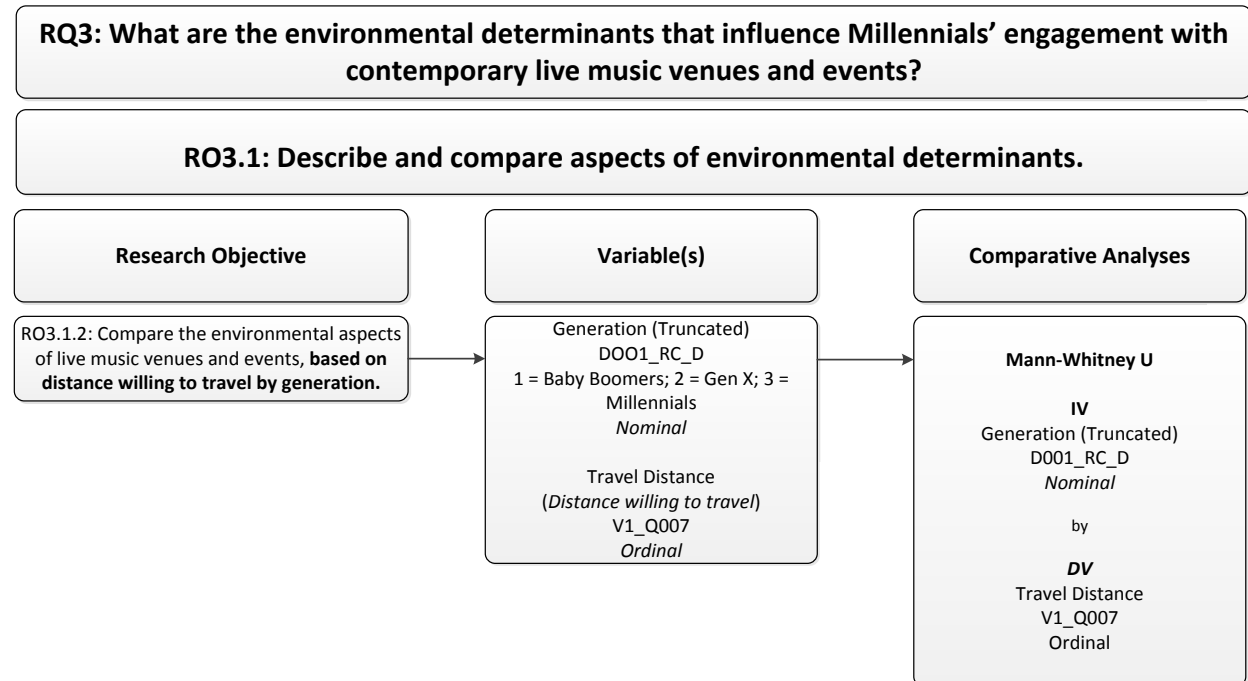 RQ3: What are the environmental determinants that influence Millennials’ engagement with
contemporary live music venues and events?
RO3.1: Describe and compare aspects of environmental determinants.
Research Objective
Variable(s)
Comparative Analyses
RO3.1.2: Compare the environmental aspects
of live music venues and events, based on
distance willing to travel by generation.
Generation (Truncated)
DOO1_RC_D
1 = Baby Boomers; 2 = Gen X; 3 =
Millennials
Nominal
Travel Distance
(Distance willing to travel)
V1_Q007
Ordinal
Mann-Whitney U
IV
Generation (Truncated)
D001_RC_D
Nominal
by
DV
Travel Distance
V1_Q007
Ordinal